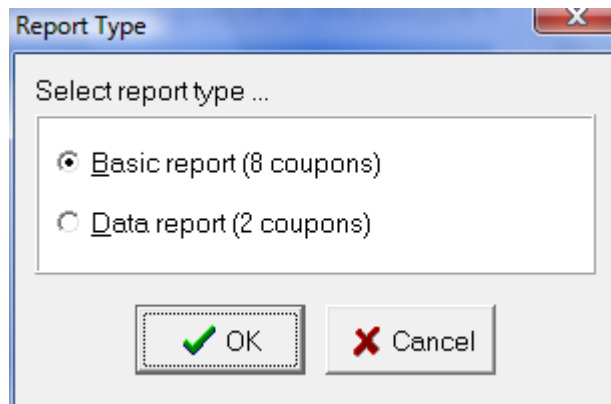 Report Type
Select report type ...
Basic report (8 coupons)
Data report (2 coupons)
OK
Cancel